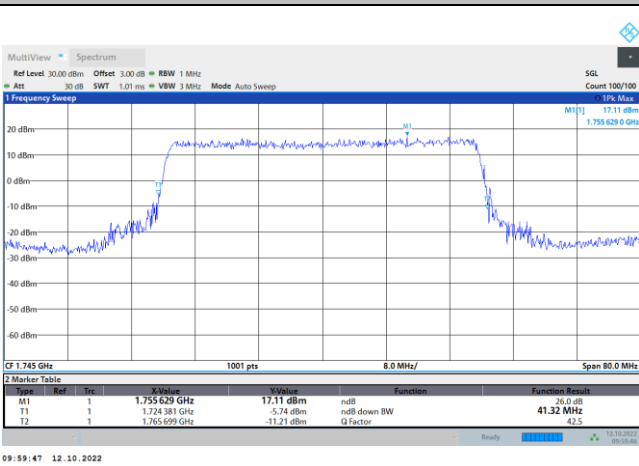 MultiView Spectrum
Ref Level 30.00 dBm Offset 3.00 dB RBW 1 MHz SGL
Att 30 dB SWT 1.01 ms VBW 3 MHz Mode Auto Sweep Count 100/100
1 Frequency Sweep 1Pk Max
M1[1] 17.11 dBm
1.755 629 0 GHz
M1
20 dBm
10 dBm
0 dBm
T1
-10 dBm
-20 dBm
-30 dBm
-40 dBm
-50 dBm
-60 dBm
CF 1.745 GHz 1001 pts 8.0 MHz/ Span 80.0 MHz
2 Marker Table
Type Ref Trc X-Value Y-Value Function Function Result
M1 1 1.755 629 GHz 17.11 dBm ndB 26.0 dB
T1 1 1.724 381 GHz -5.74 dBm ndB down BW 41.32 MHz
T2 1 1.765 699 GHz -11.21 dBm Q Factor 42.5
Ready 12.10.2022
09:59:47 12.10.2022